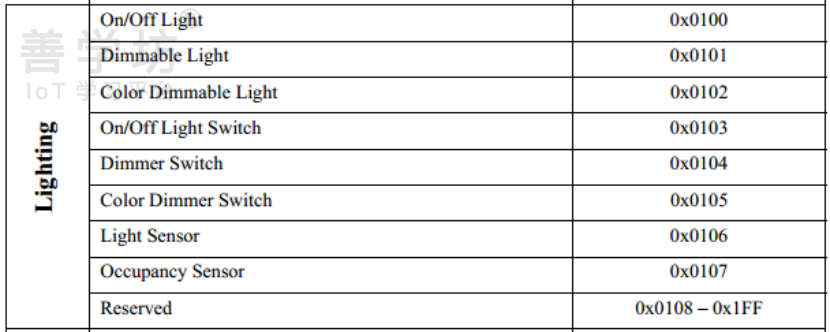 善学坊®
IoT 学习平台
Lighting
On/Off Light 0x0100
Dimmable Light 0x0101
Color Dimmable Light 0x0102
On/Off Light Switch 0x0103
Dimmer Switch 0x0104
Color Dimmer Switch 0x0105
Light Sensor 0x0106
Occupancy Sensor 0x0107
Reserved 0x0108 – 0x1FF